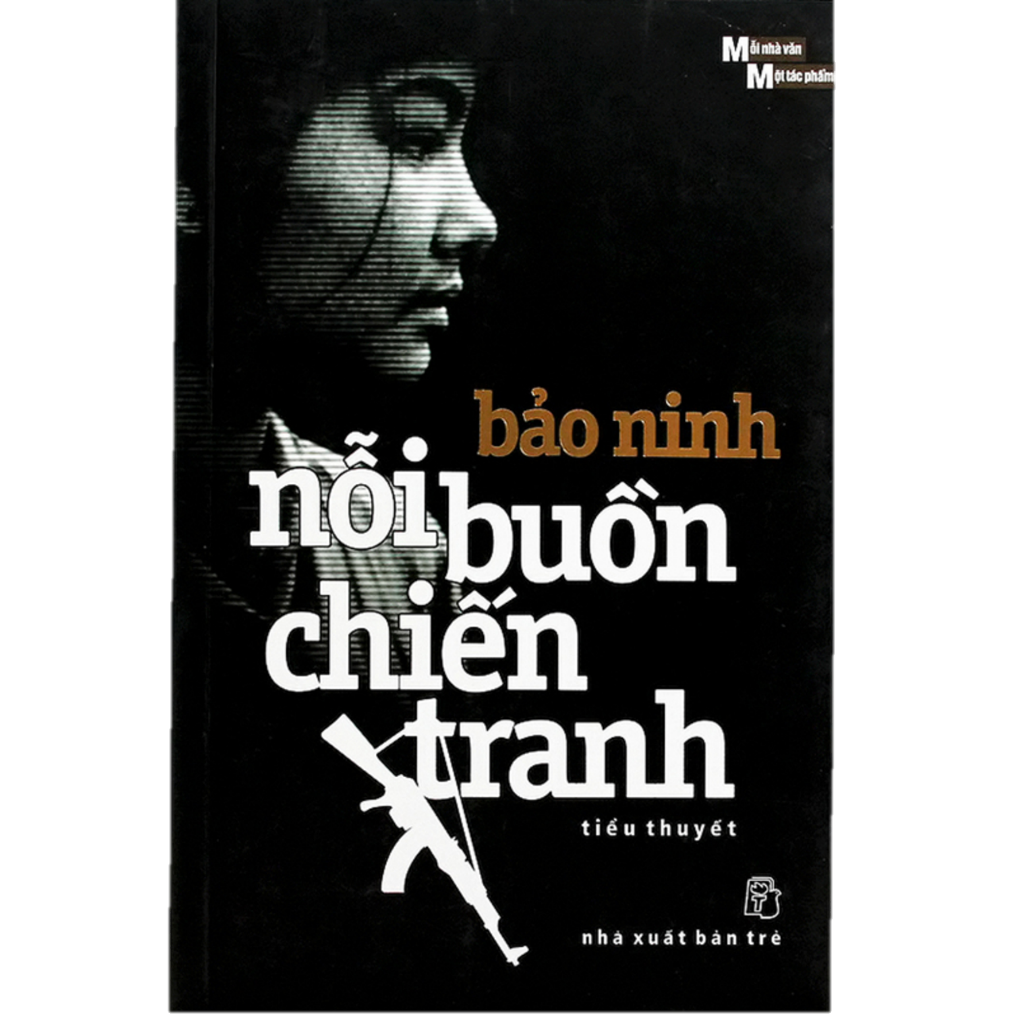 Mỗi nhà văn
Một tác phẩm
bảo ninh
nỗi buồn
chiến
tranh
tiểu thuyết
nhà xuất bản trẻ